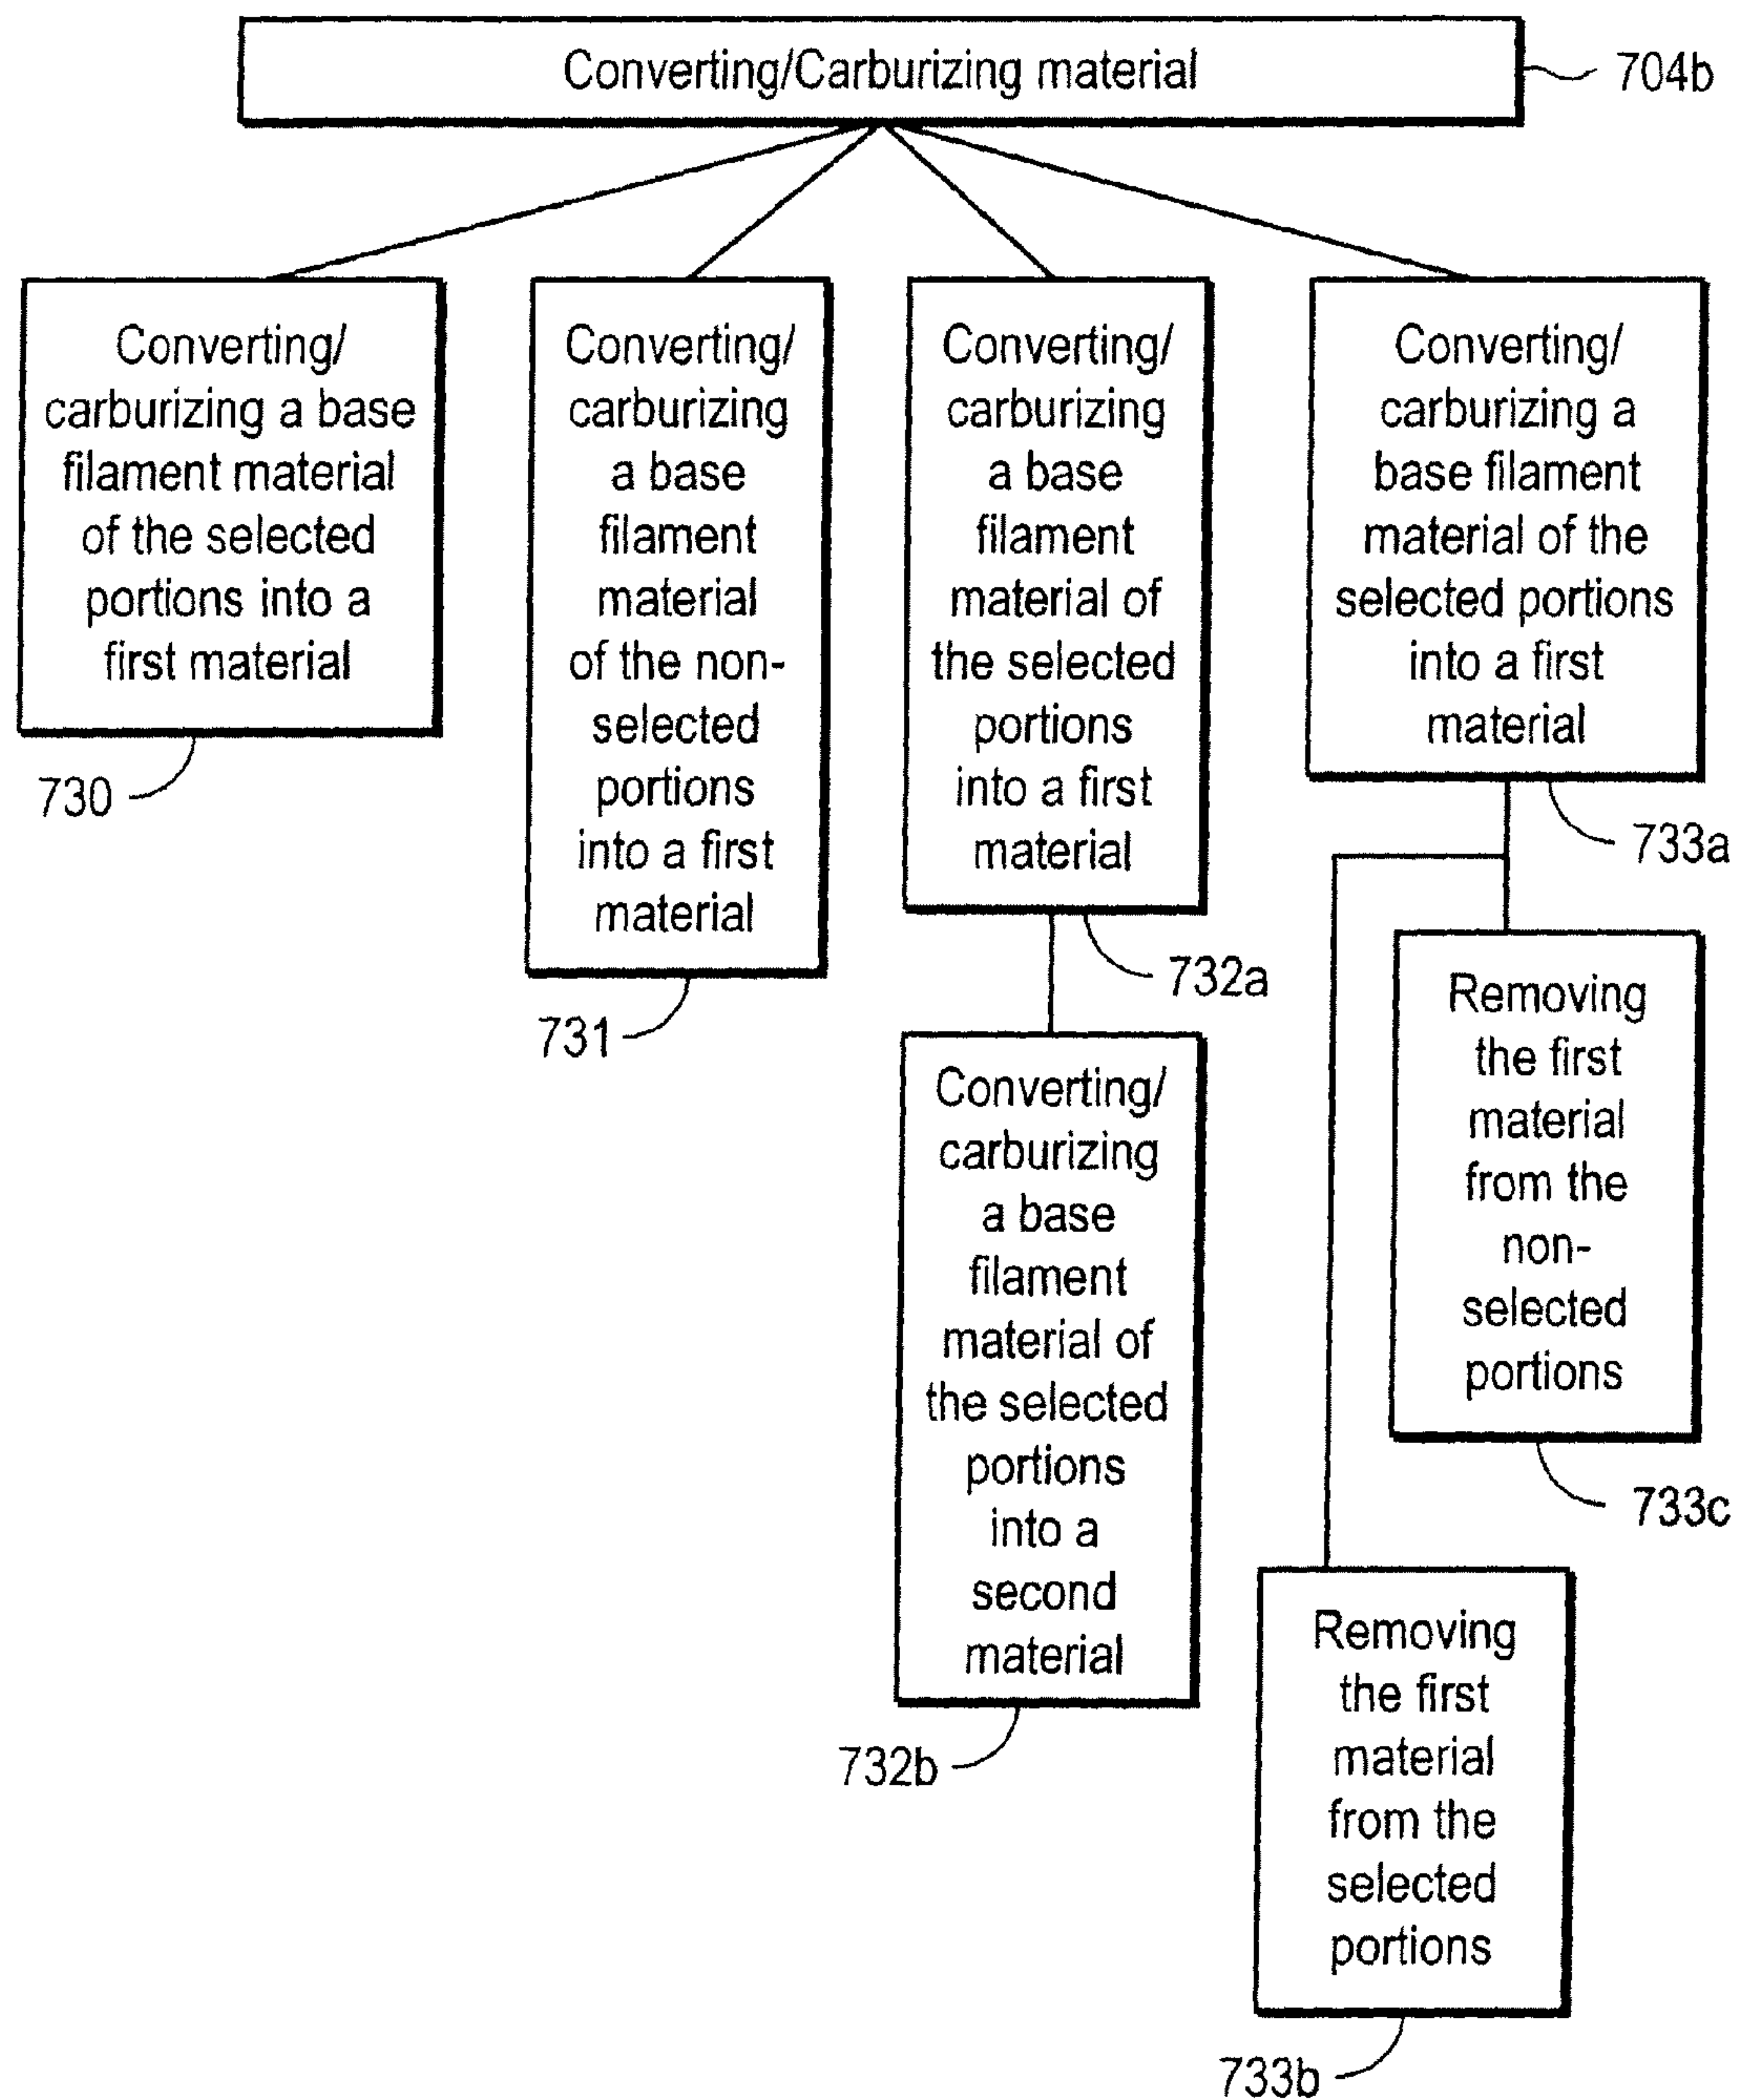 Converting/Carburizing material
704b
Converting/
carburizing a base
filament material
of the selected
portions into a
first material
730
Converting/
carburizing
a base
filament
material
of the non-
selected
portions
into a first
material
731
Converting/
carburizing
a base
filament
material of
the selected
portions
into a first
material
732a
Converting/
carburizing
a base
filament
material of
the selected
portions
into a
second
material
732b
Converting/
carburizing a
base filament
material of the
selected portions
into a first
material
733a
Removing
the first
material
from the
non-
selected
portions
733c
Removing
the first
material
from the
selected
portions
733b